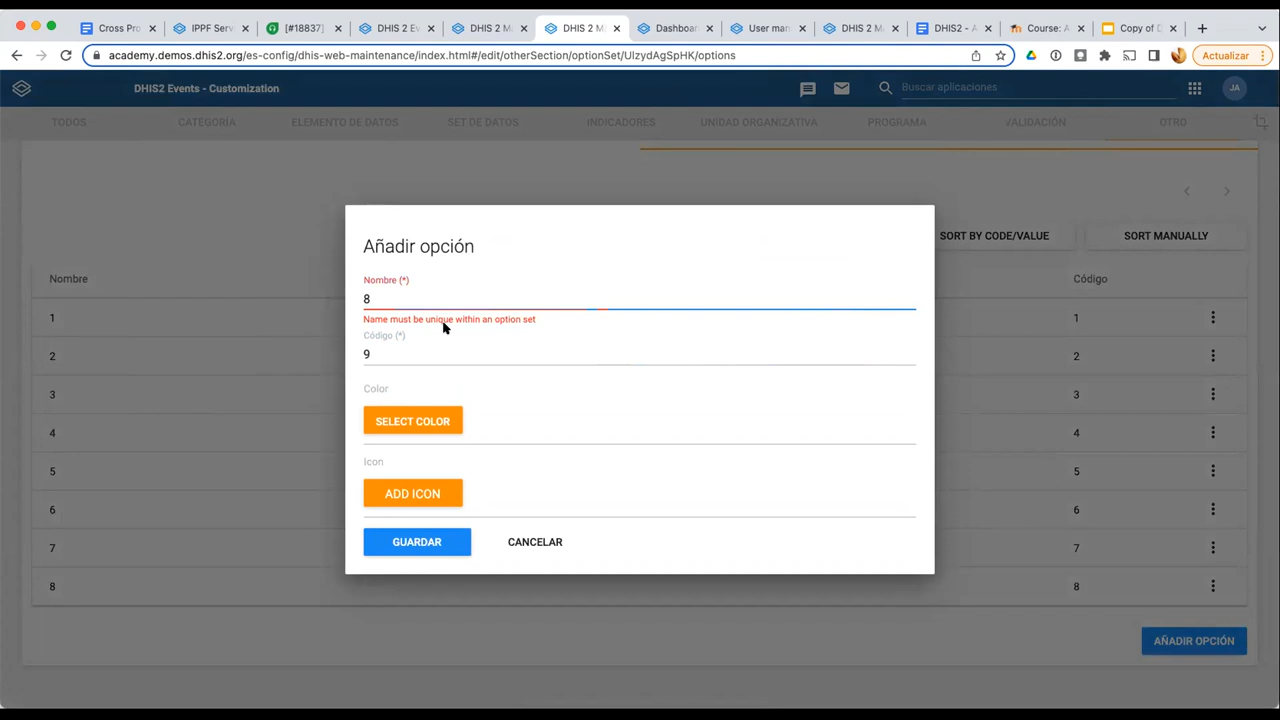 Cross Pro
IPPF Serv
[#18837]
DHIS 2 Ev
DHIS 2 Ma
DHIS 2 M
Dashboar
User man
DHIS 2 Ma
DHIS2 - A
Course: A
Copy of D
academy.demos.dhis2.org/es-config/dhis-web-maintenance/index.html#/edit/otherSection/optionSet/UlzydAgSpHK/options
Actualizar
DHIS2 Events - Customization
Buscar aplicaciones
JA
TODOS
CATEGORÍA
ELEMENTO DE DATOS
SET DE DATOS
INDICADORES
UNIDAD ORGANIZATIVA
PROGRAMA
VALIDACIÓN
OTRO
SORT BY CODE/VALUE
SORT MANUALLY
Nombre
Código
1
1
2
2
3
3
4
4
5
5
6
6
7
7
8
8
Añadir opción
Nombre (*)
8
Name must be unique within an option set
Código (*)
9
Color
SELECT COLOR
Icon
ADD ICON
GUARDAR
CANCELAR
AÑADIR OPCIÓN